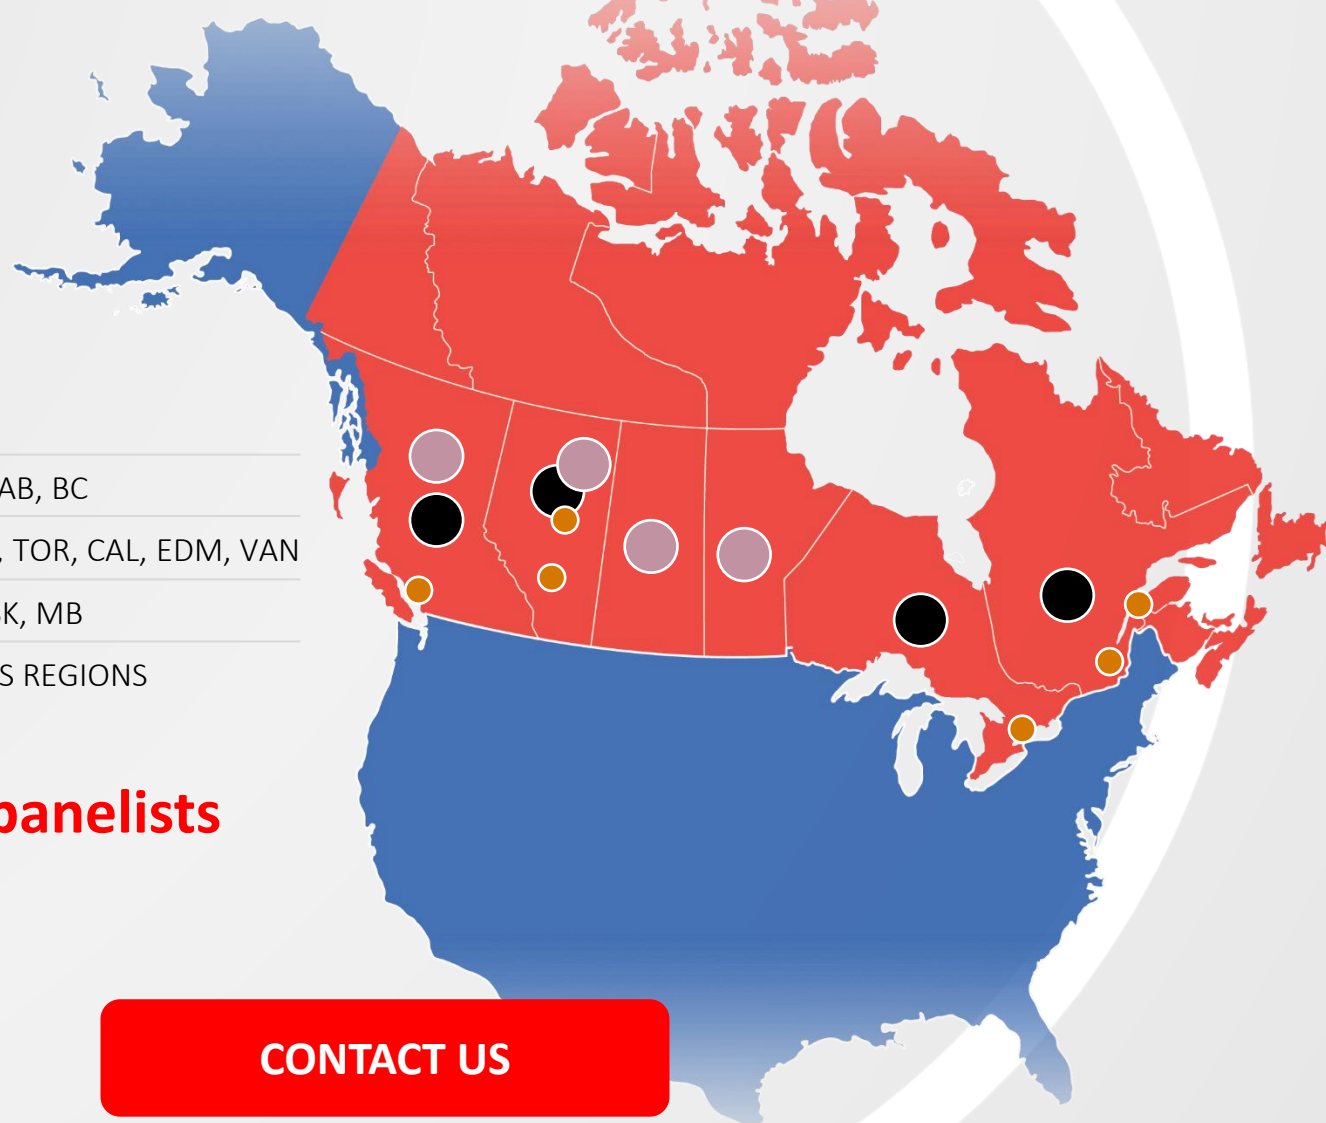 AB, BC
, TOR, CAL, EDM, VAN
K, MB
S REGIONS
panelists
CONTACT US